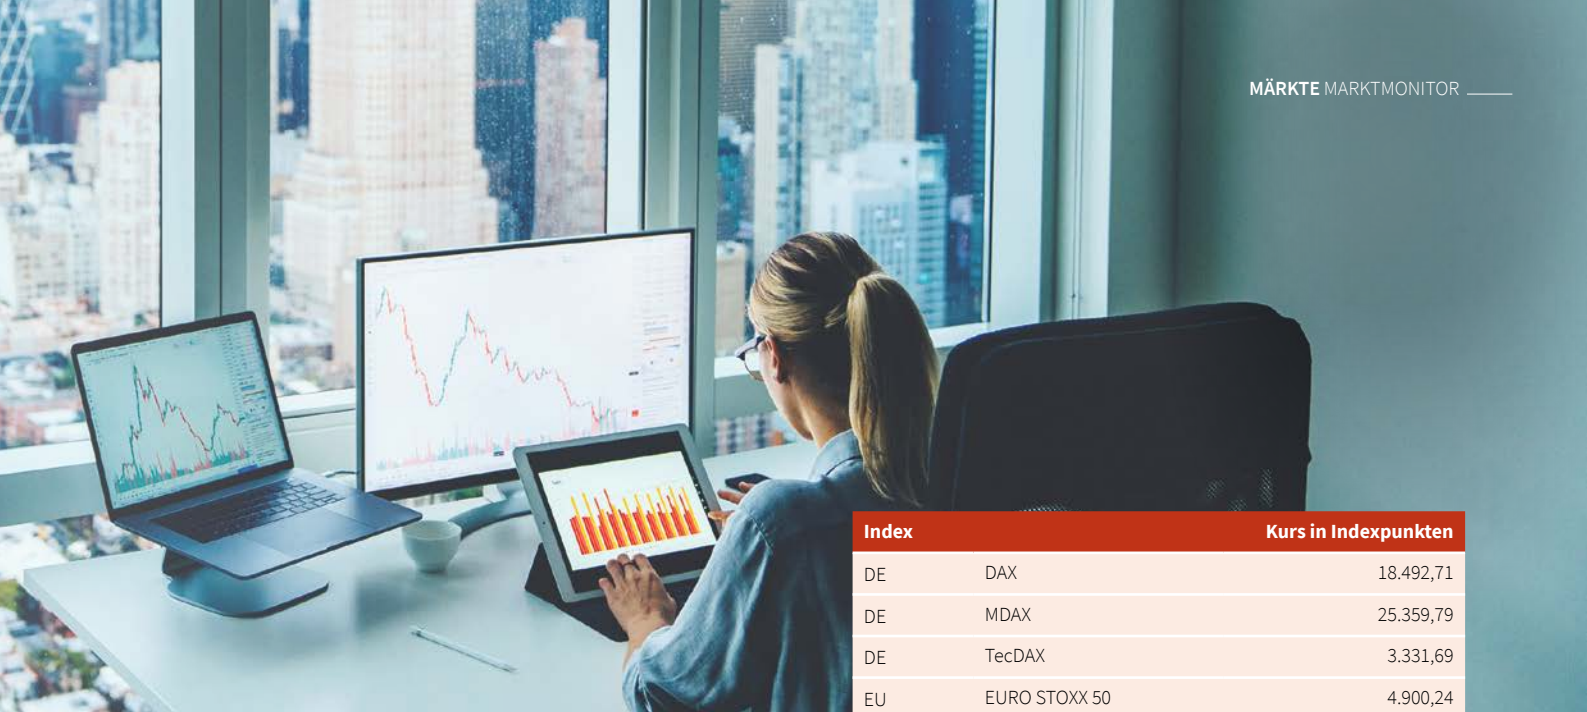 MÄRKTE MARKTMONITOR
Index Kurs in Indexpunkten
DE DAX 18.492,71
DE MDAX 25.359,79
DE TecDAX 3.331,69
EU EURO STOXX 50 4.900,24